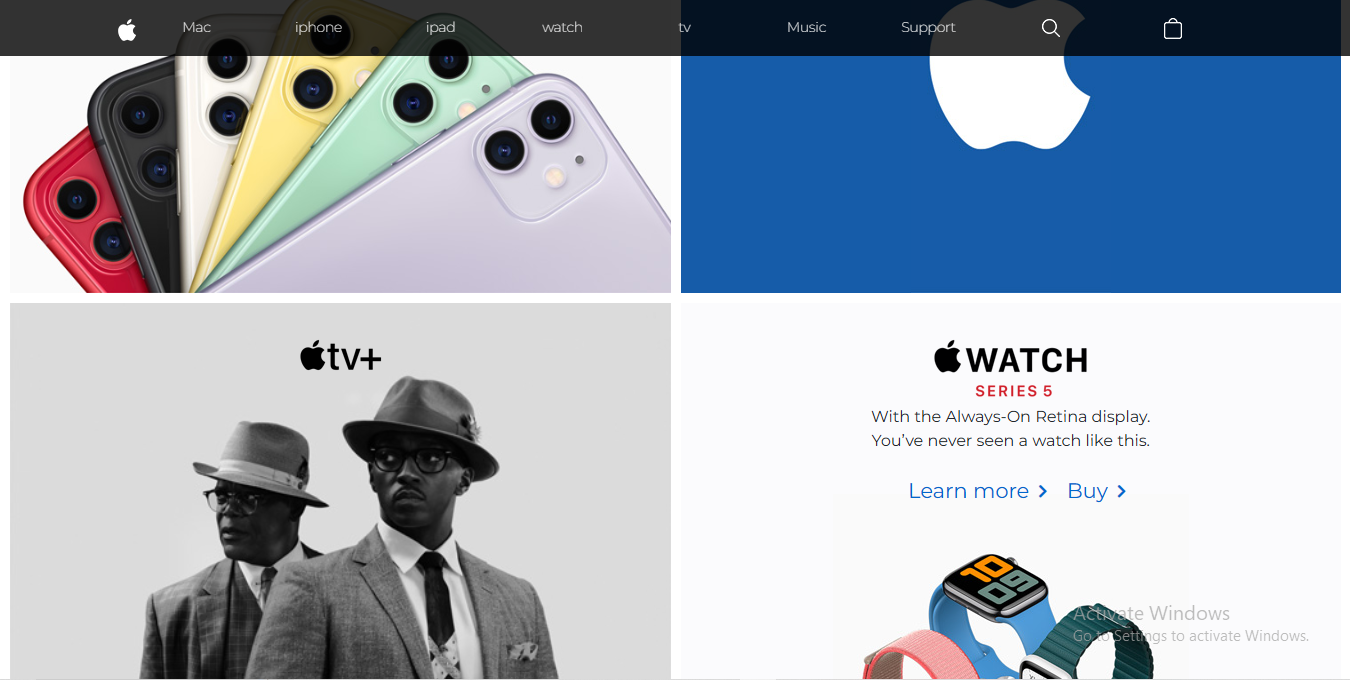 Mac iphone ipad watch tv Music Support
tv+
WATCH
SERIES 5
With the Always-On Retina display.
You’ve never seen a watch like this.
Learn more Buy
10
09
Activate Windows
Go to Settings to activate Windows.